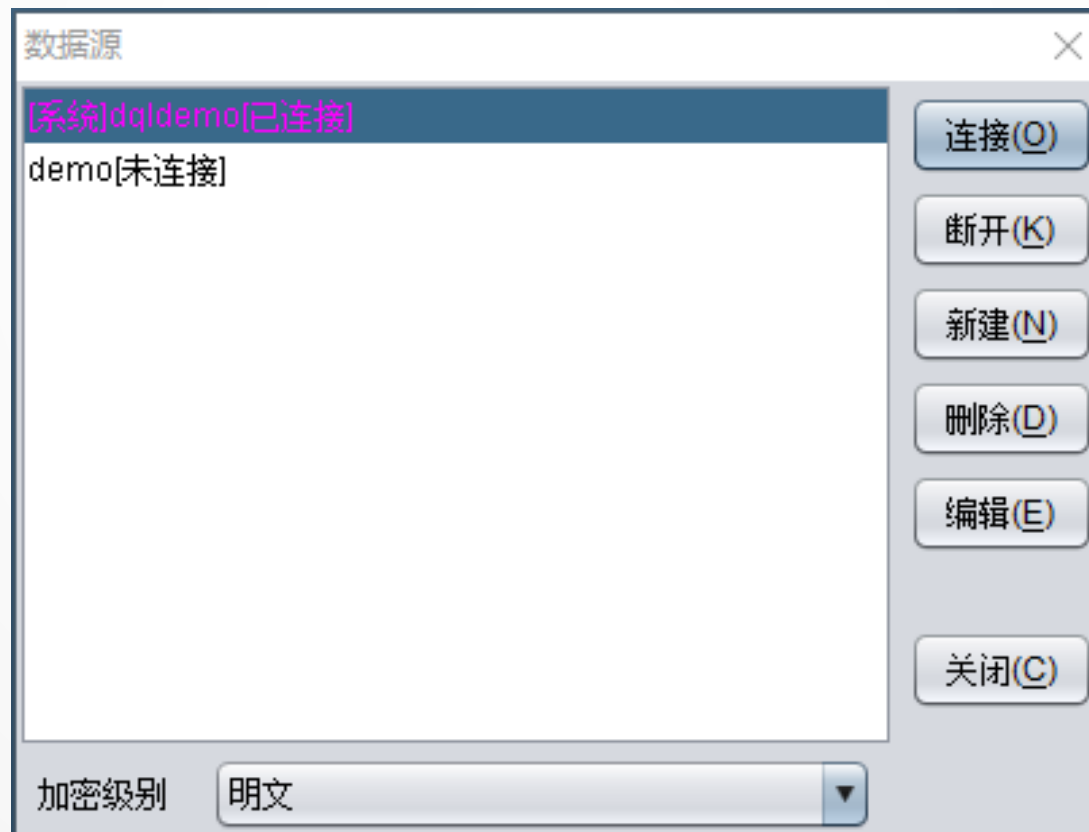 数据源
[系统]dqldemo[已连接]
demo[未连接]
连接(O)
断开(K)
新建(N)
删除(D)
编辑(E)
关闭(C)
加密级别
明文